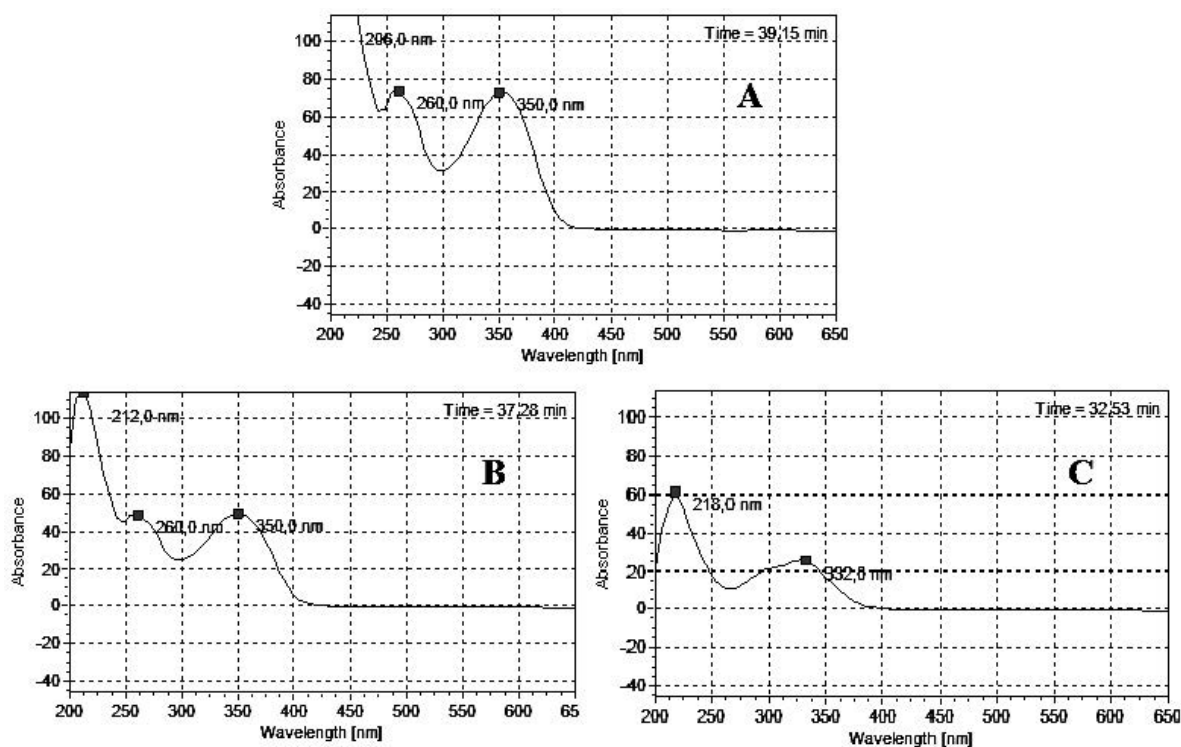 Time = 39,15 min
A
206,0 nm
260,0 nm
350,0 nm
Absorbance
100
80
60
40
20
0
-20
-40
200 250 300 350 400 450 500 550 600 650
Wavelength [nm]
Time = 37,28 min
B
212,0 nm
260,0 nm
350,0 nm
Absorbance
100
80
60
40
20
0
-20
-40
200 250 300 350 400 450 500 550 600 65
Wavelength [nm]
Time = 32,53 min
C
218,0 nm
332,0 nm
Absorbance
100
80
60
40
20
0
-20
-40
200 250 300 350 400 450 500 550 600 650
Wavelength [nm]